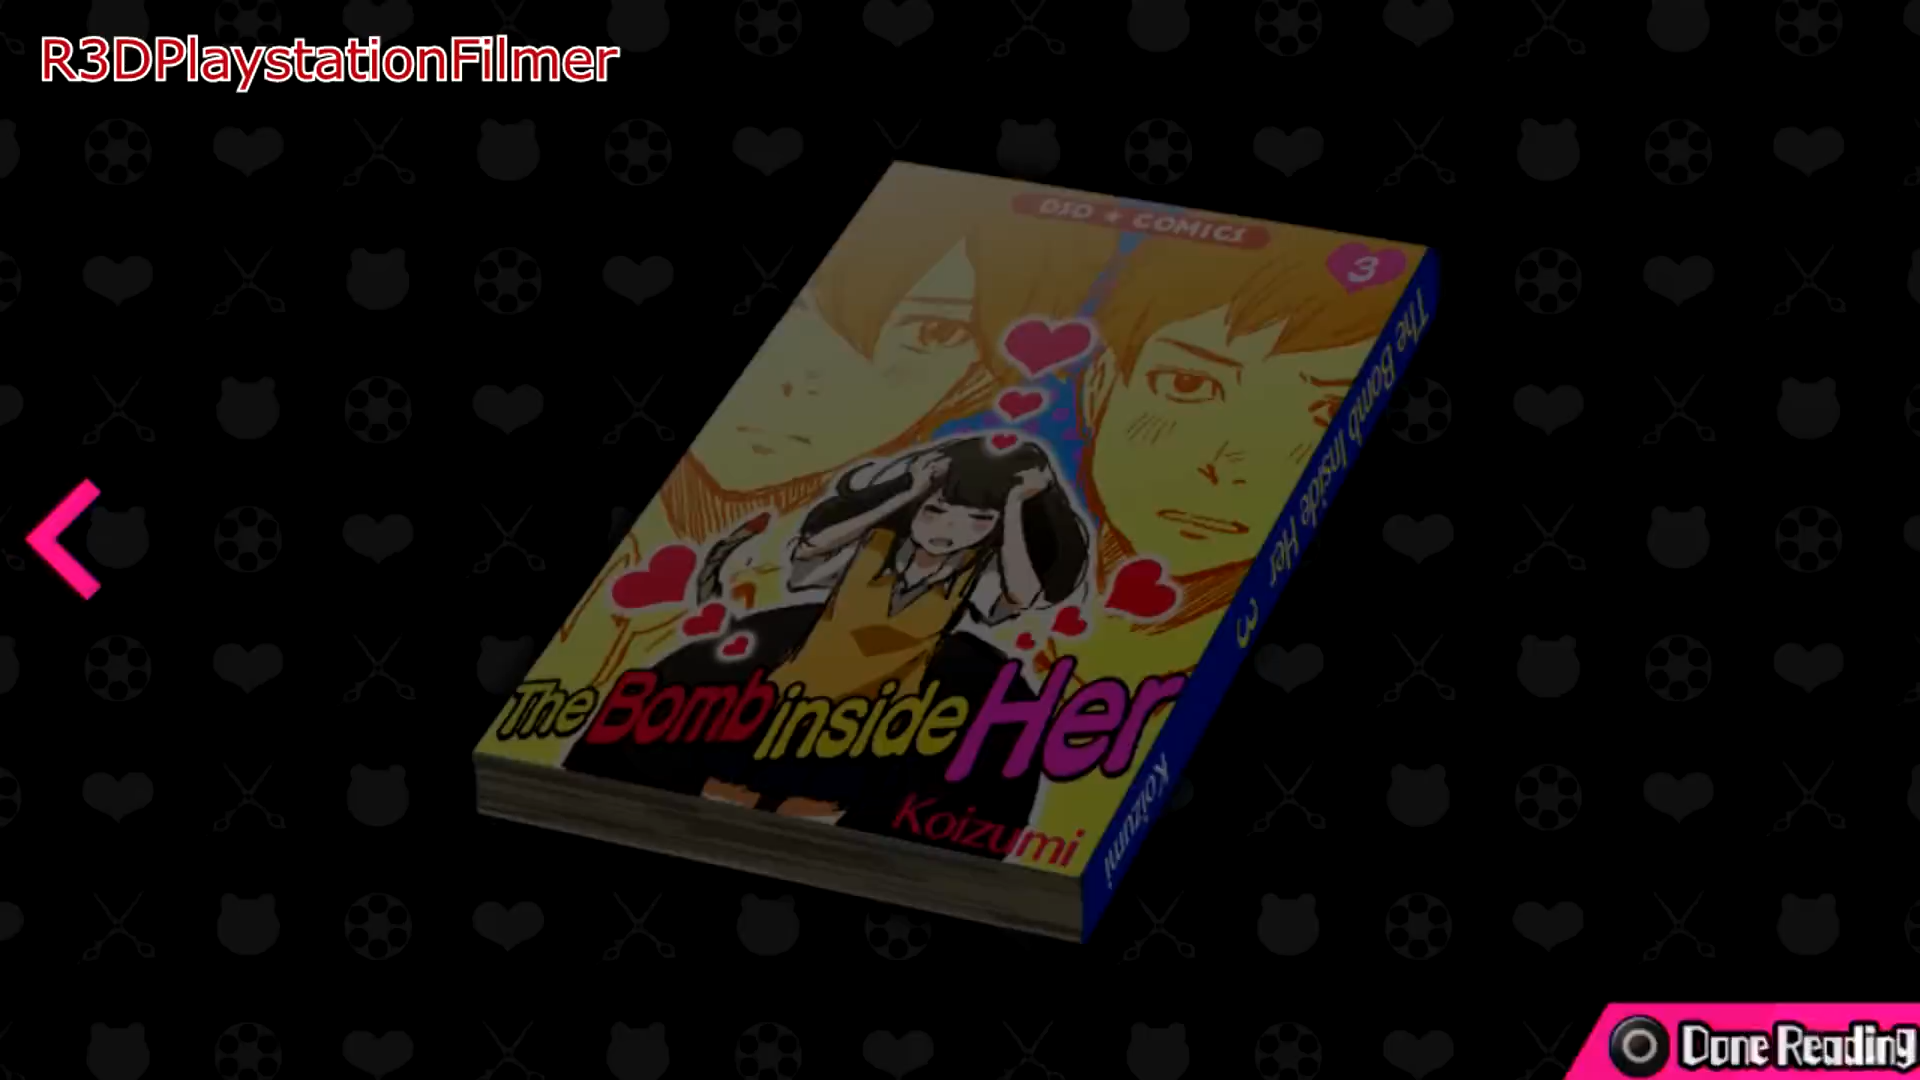 R3DPlaystationFilmer
DSD + COMICS
3
The Bomb Inside Her 3
The Bomb inside Her
Koizumi
Koizumi
Done Reading